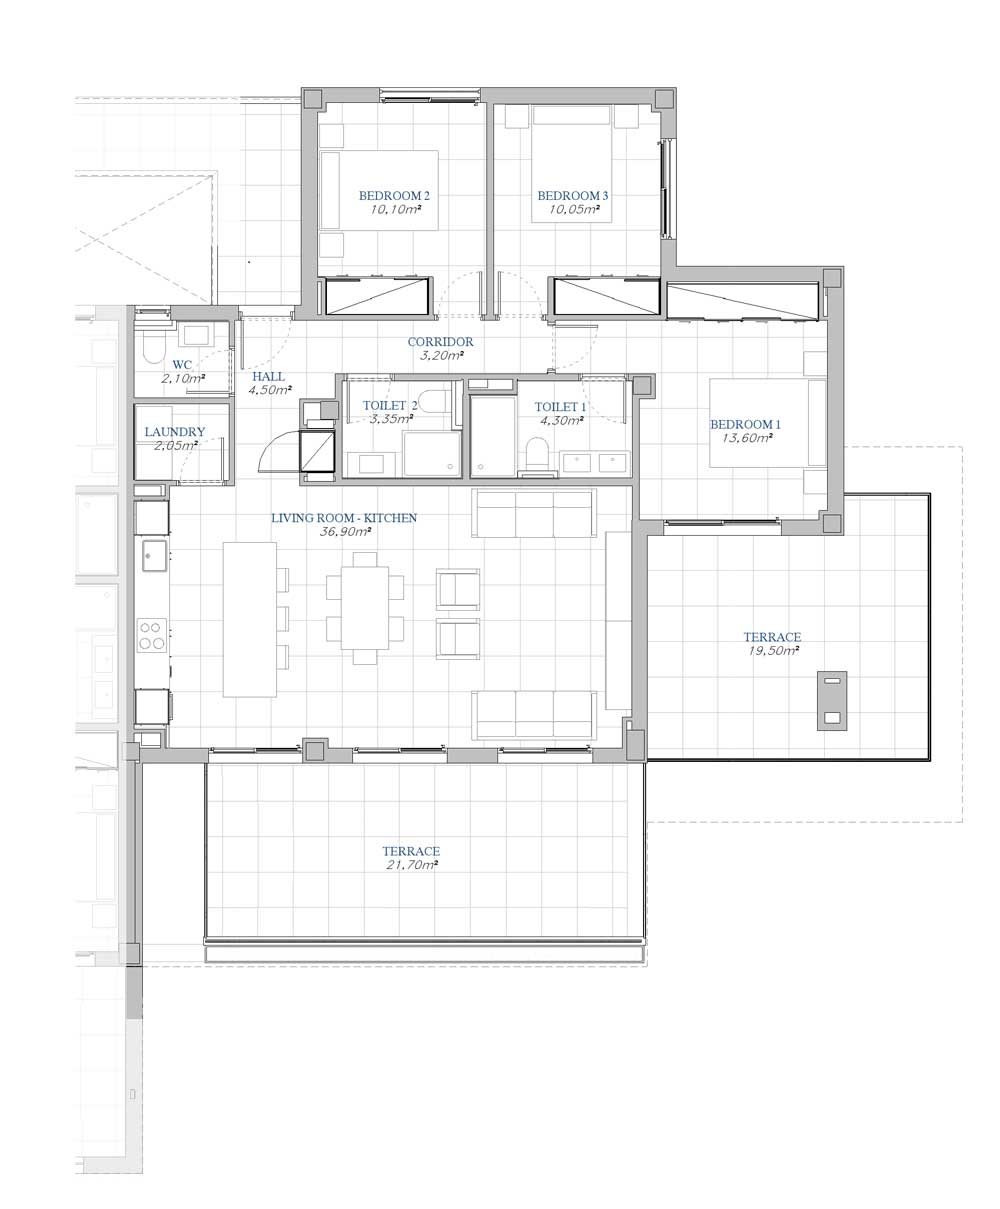 BEDROOM 2
10,10m²
BEDROOM 3
10,05m²
CORRIDOR
3,20m²
WC
2,10m²
HALL
4,50m²
TOILET 2
3,35m²
TOILET 1
4,30m²
BEDROOM 1
13,60m²
LAUNDRY
2,05m²
LIVING ROOM - KITCHEN
36,90m²
TERRACE
19,50m²
TERRACE
21,70m²